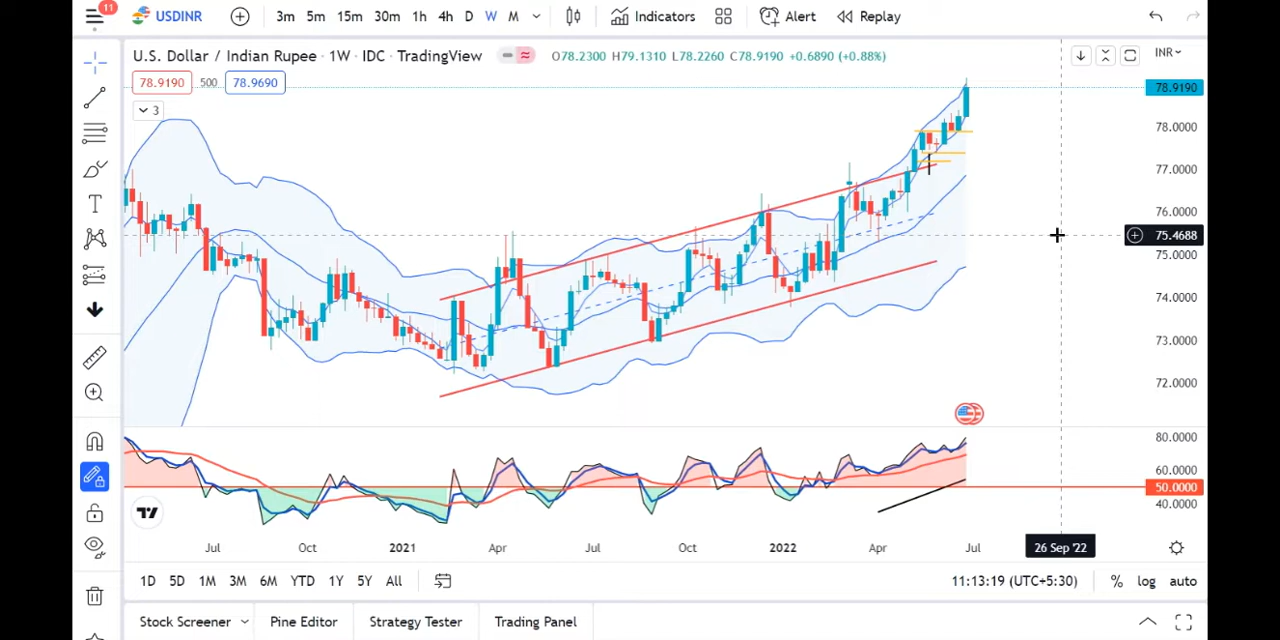 11
USDINR
3m 5m 15m 30m 1h 4h D W M
Indicators
Alert
Replay
U.S. Dollar / Indian Rupee · 1W · IDC · TradingView
O78.2300 H79.1310 L78.2260 C78.9190 +0.6890 (+0.88%)
INR
78.9190 500 78.9690
78.9190
3
78.0000
77.0000
76.0000
75.4688
75.0000
74.0000
73.0000
72.0000
80.0000
60.0000
50.0000
40.0000
Jul Oct 2021 Apr Jul Oct 2022 Apr Jul 26 Sep '22
1D 5D 1M 3M 6M YTD 1Y 5Y All
11:13:19 (UTC+5:30) % log auto
Stock Screener Pine Editor Strategy Tester Trading Panel